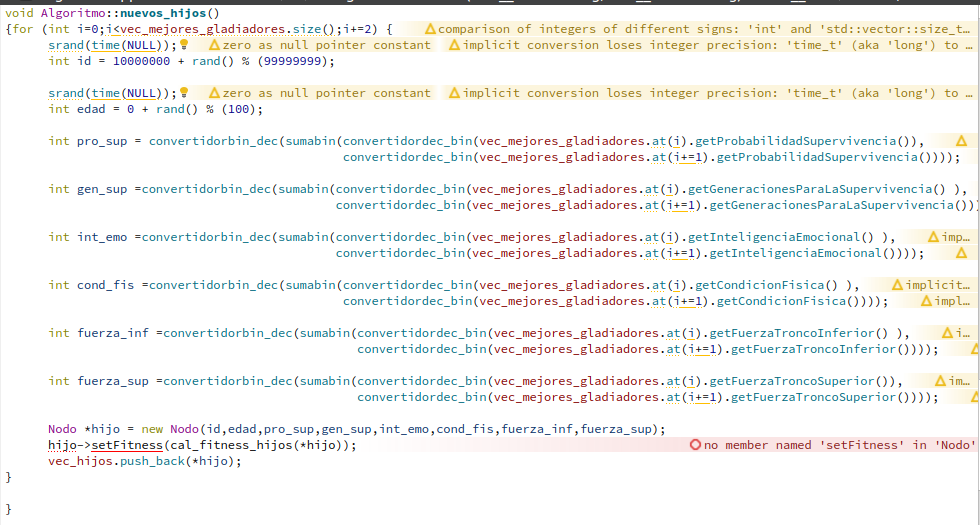 void Algoritmo::nuevos_hijos()
{for (int i=0;i<vec_mejores_gladiadores.size();i+=2) { comparison of integers of different signs: 'int' and 'std::vector::size_t…
srand(time(NULL)); zero as null pointer constant implicit conversion loses integer precision: 'time_t' (aka 'long') to …
int id = 10000000 + rand() % (99999999);
srand(time(NULL)); zero as null pointer constant implicit conversion loses integer precision: 'time_t' (aka 'long') to …
int edad = 0 + rand() % (100);
int pro_sup = convertidorbin_dec(sumabin(convertidordec_bin(vec_mejores_gladiadores.at(i).getProbabilidadSupervivencia()),
convertidordec_bin(vec_mejores_gladiadores.at(i+=1).getProbabilidadSupervivencia())));
int gen_sup =convertidorbin_dec(sumabin(convertidordec_bin(vec_mejores_gladiadores.at(i).getGeneracionesParaLaSupervivencia() ),
convertidordec_bin(vec_mejores_gladiadores.at(i+=1).getGeneracionesParaLaSupervivencia()))
int int_emo =convertidorbin_dec(sumabin(convertidordec_bin(vec_mejores_gladiadores.at(i).getInteligenciaEmocional() ), imp…
convertidordec_bin(vec_mejores_gladiadores.at(i+=1).getInteligenciaEmocional())));
int cond_fis =convertidorbin_dec(sumabin(convertidordec_bin(vec_mejores_gladiadores.at(i).getCondicionFisica() ), implicit…
convertidordec_bin(vec_mejores_gladiadores.at(i+=1).getCondicionFisica()))); impl…
int fuerza_inf =convertidorbin_dec(sumabin(convertidordec_bin(vec_mejores_gladiadores.at(i).getFuerzaTroncoInferior() ), i…
convertidordec_bin(vec_mejores_gladiadores.at(i+=1).getFuerzaTroncoInferior())));
int fuerza_sup =convertidorbin_dec(sumabin(convertidordec_bin(vec_mejores_gladiadores.at(i).getFuerzaTroncoSuperior()), im…
convertidordec_bin(vec_mejores_gladiadores.at(i+=1).getFuerzaTroncoSuperior())));
Nodo *hijo = new Nodo(id,edad,pro_sup,gen_sup,int_emo,cond_fis,fuerza_inf,fuerza_sup);
hijo->setFitness(cal_fitness_hijos(*hijo)); no member named 'setFitness' in 'Nodo'
vec_hijos.push_back(*hijo);
}
}